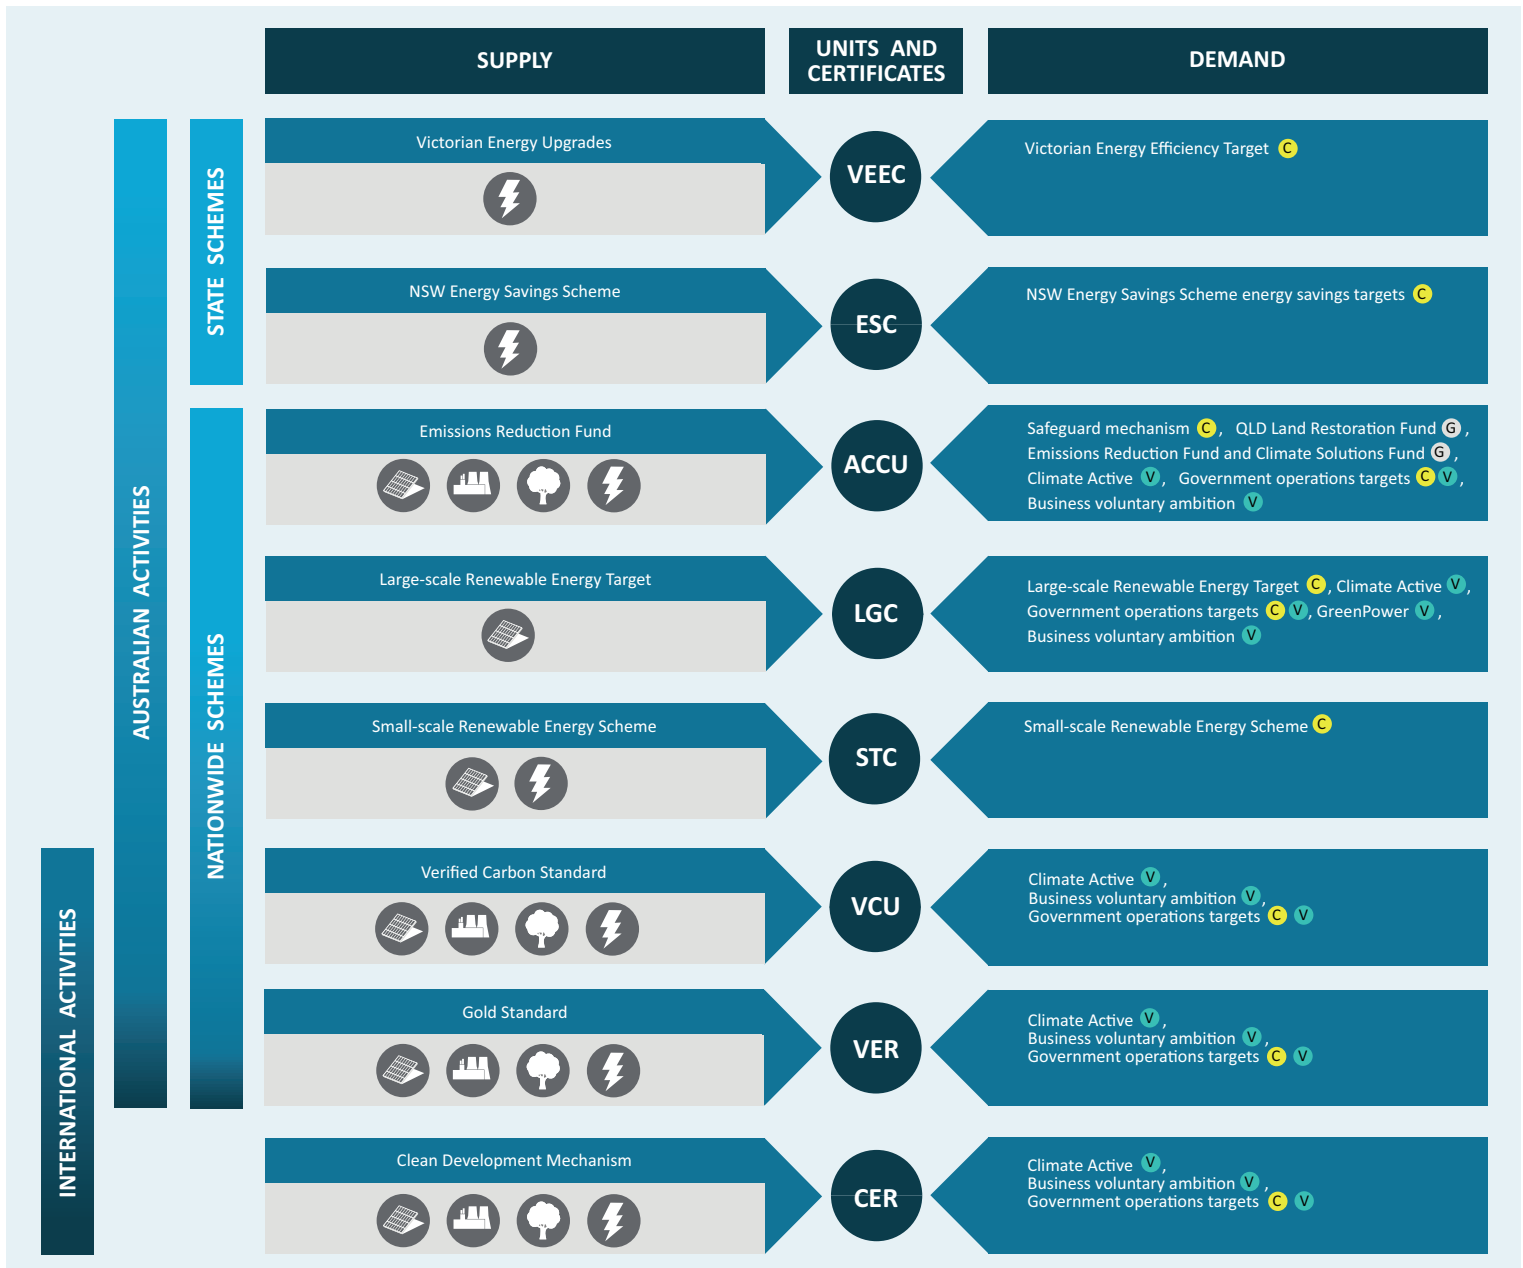 SUPPLY
UNITS AND
CERTIFICATES
DEMAND
AUSTRALIAN ACTIVITIES
STATE SCHEMES
NATIONWIDE SCHEMES
INTERNATIONAL ACTIVITIES
Victorian Energy Upgrades
VEEC
Victorian Energy Efficiency Target C
NSW Energy Savings Scheme
ESC
NSW Energy Savings Scheme energy savings targets C
Emissions Reduction Fund
ACCU
Safeguard mechanism C, QLD Land Restoration Fund G,
Emissions Reduction Fund and Climate Solutions Fund G,
Climate Active V, Government operations targets C V,
Business voluntary ambition V
Large-scale Renewable Energy Target
LGC
Large-scale Renewable Energy Target C, Climate Active V,
Government operations targets C V, GreenPower V,
Business voluntary ambition V
Small-scale Renewable Energy Scheme
STC
Small-scale Renewable Energy Scheme C
Verified Carbon Standard
VCU
Climate Active V,
Business voluntary ambition V,
Government operations targets C V
Gold Standard
VER
Climate Active V,
Business voluntary ambition V,
Government operations targets C V
Clean Development Mechanism
CER
Climate Active V,
Business voluntary ambition V,
Government operations targets C V